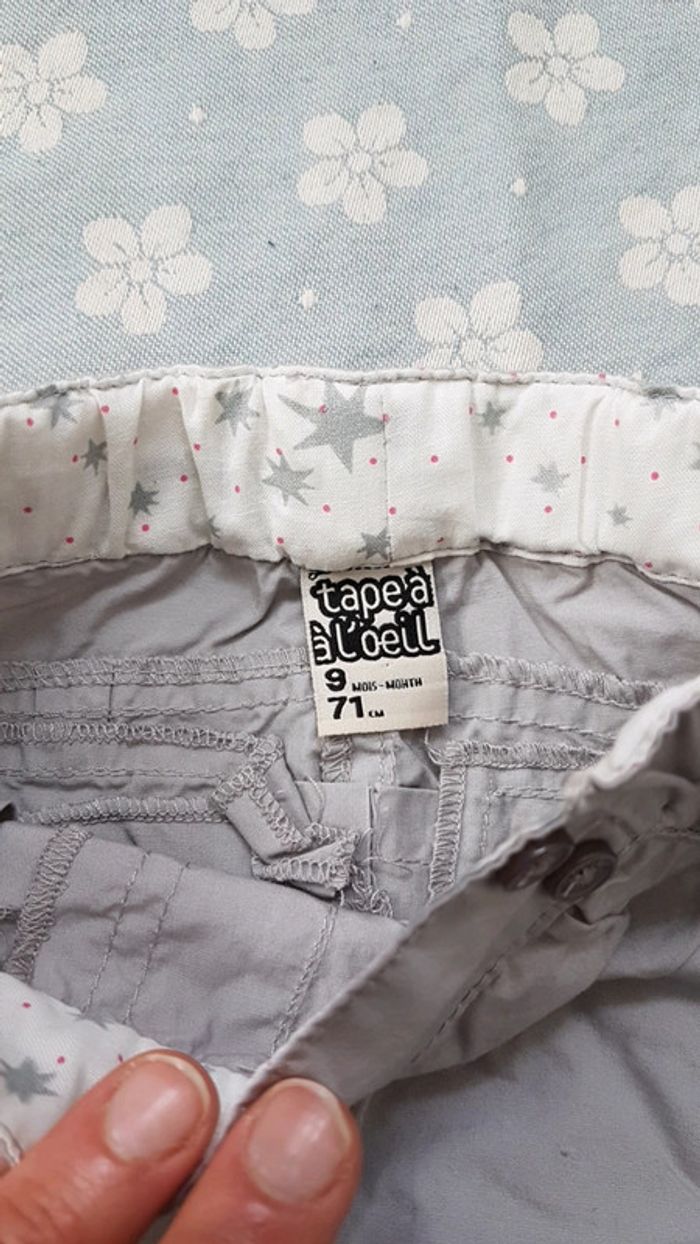 tape à
l'oeil
9 MOIS-MONTH
71 CM